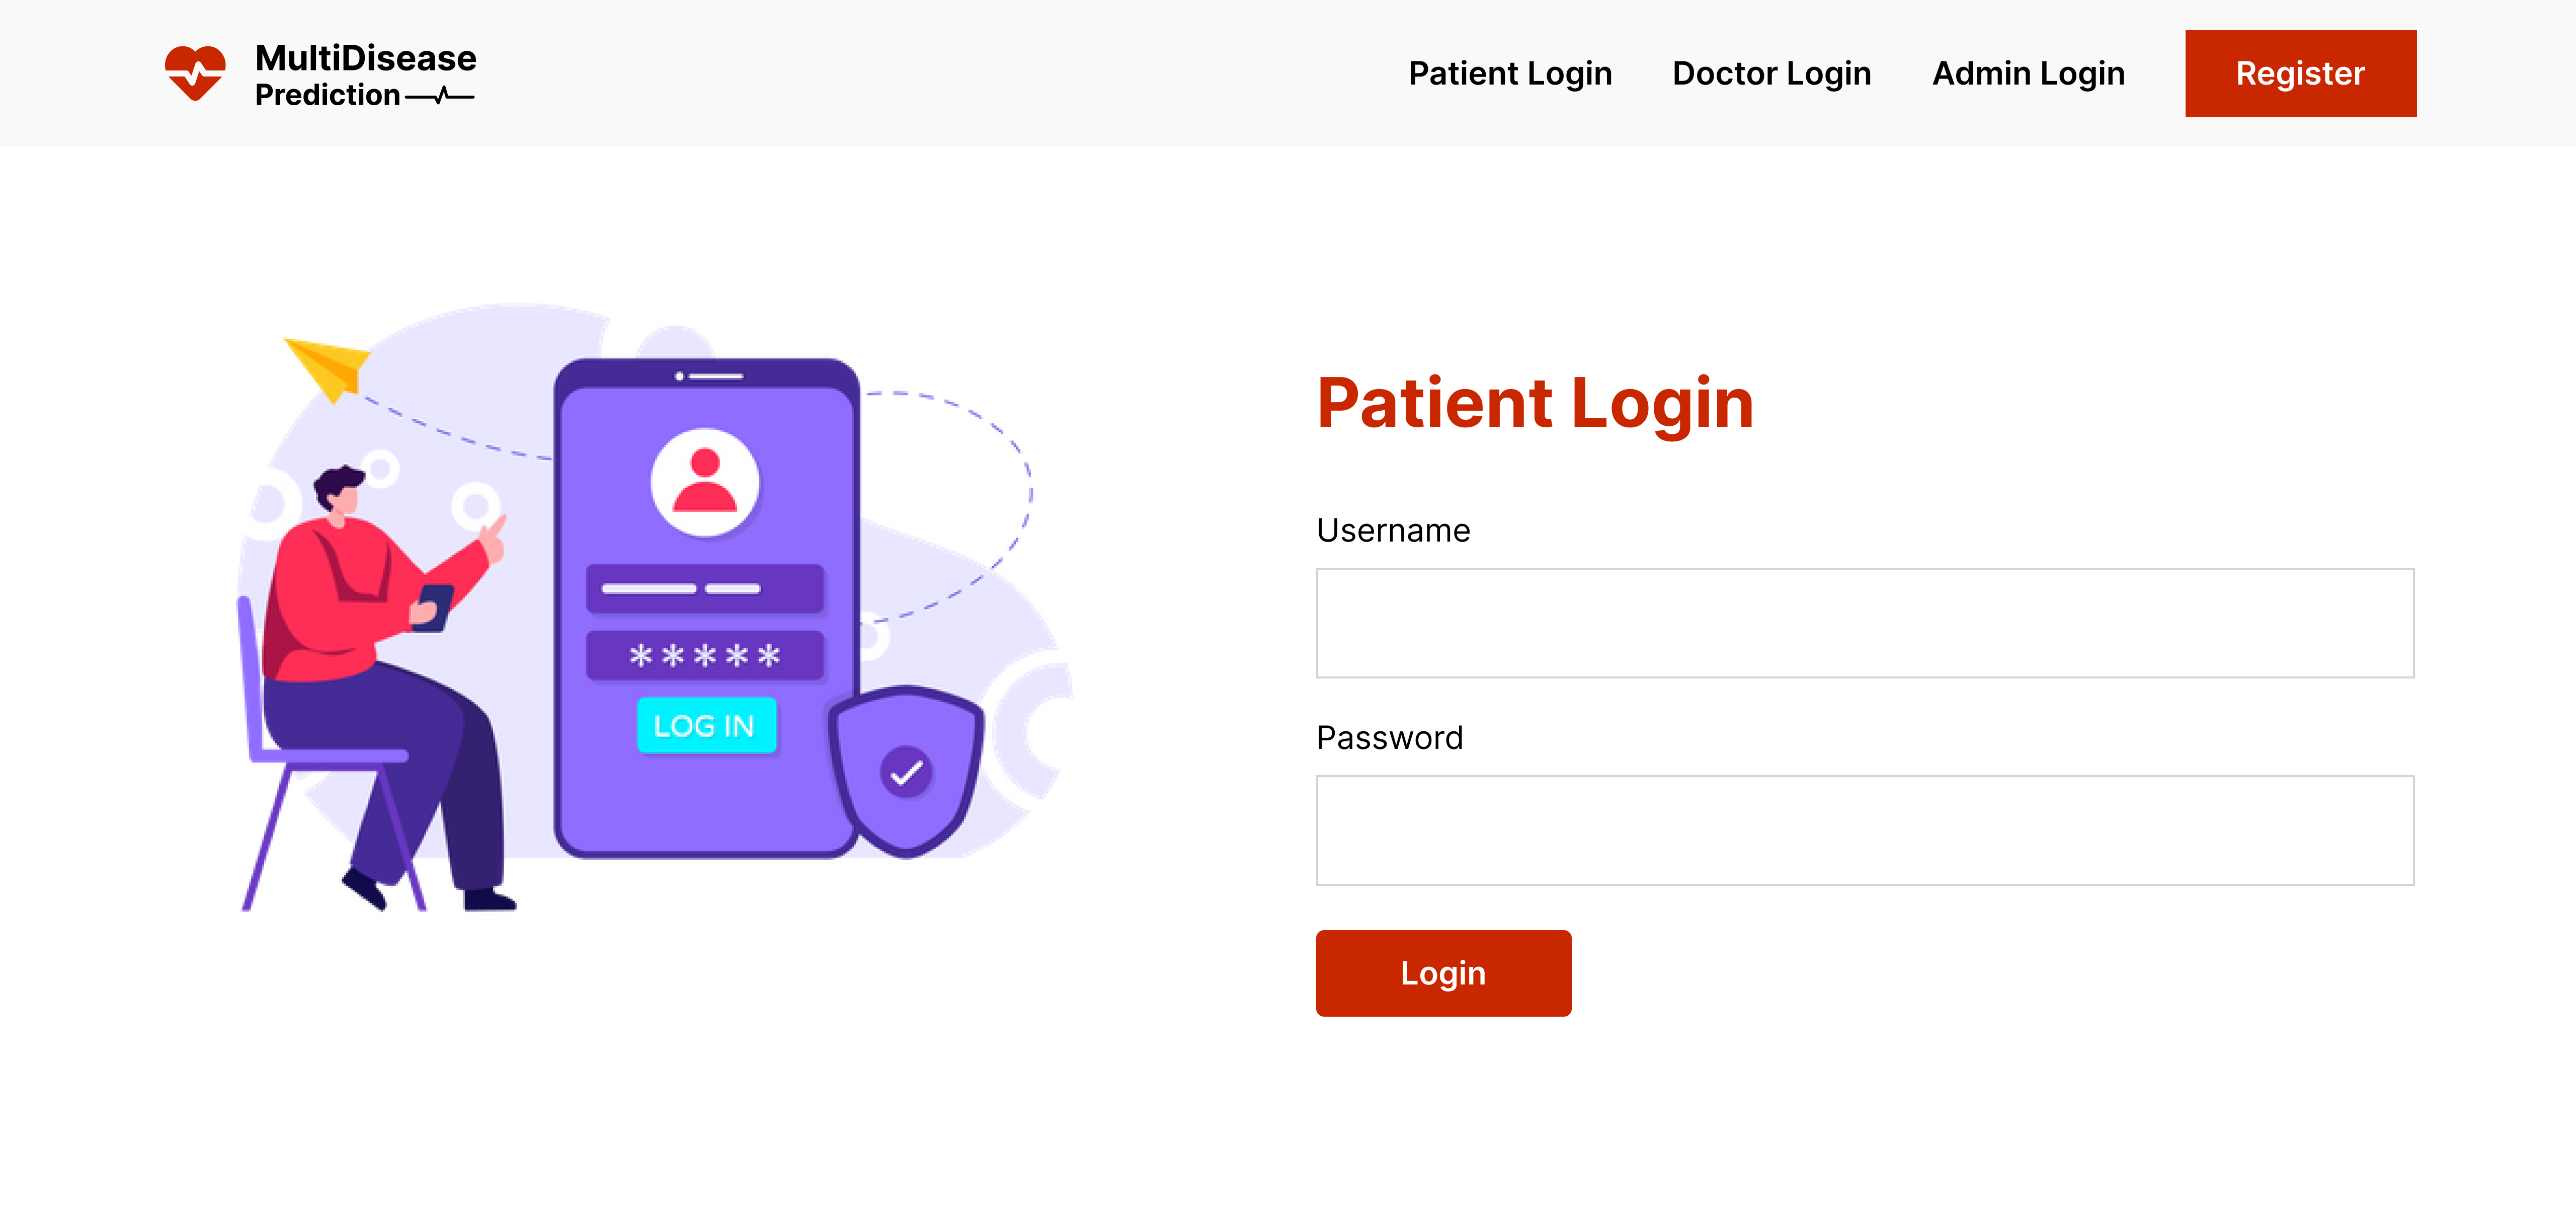 MultiDisease
Prediction
Patient Login
Doctor Login
Admin Login
Register
*****
LOG IN
Patient Login
Username
Password
Login